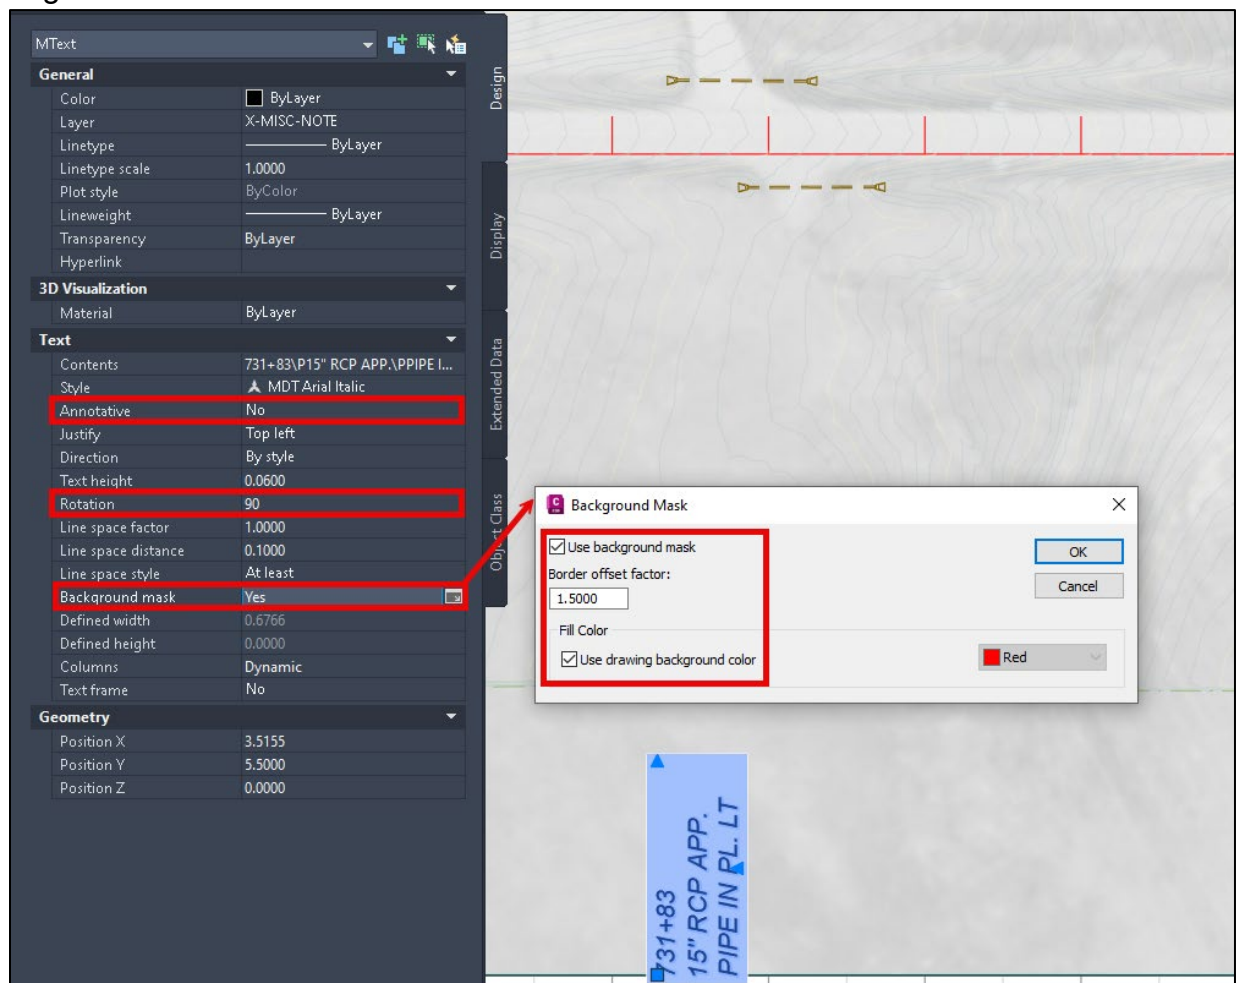 MText
General
Color ByLayer
Layer X-MISC-NOTE
Linetype ByLayer
Linetype scale 1.0000
Plot style ByColor
Lineweight ByLayer
Transparency ByLayer
Hyperlink
3D Visualization
Material ByLayer
Text
Contents 731+83\P15" RCP APP.\PPIPE I...
Style MDT Arial Italic
Annotative No
Justify Top left
Direction By style
Text height 0.0600
Rotation 90
Line space factor 1.0000
Line space distance 0.1000
Line space style At least
Background mask Yes
Defined width 0.6766
Defined height 0.0000
Columns Dynamic
Text frame No
Geometry
Position X 3.5155
Position Y 5.5000
Position Z 0.0000
Design
Display
Extended Data
Object Class
Background Mask
Use background mask
Border offset factor:
1.5000
Fill Color
Use drawing background color
Red
OK
Cancel
731+83
15" RCP APP.
PIPE IN PL. LT